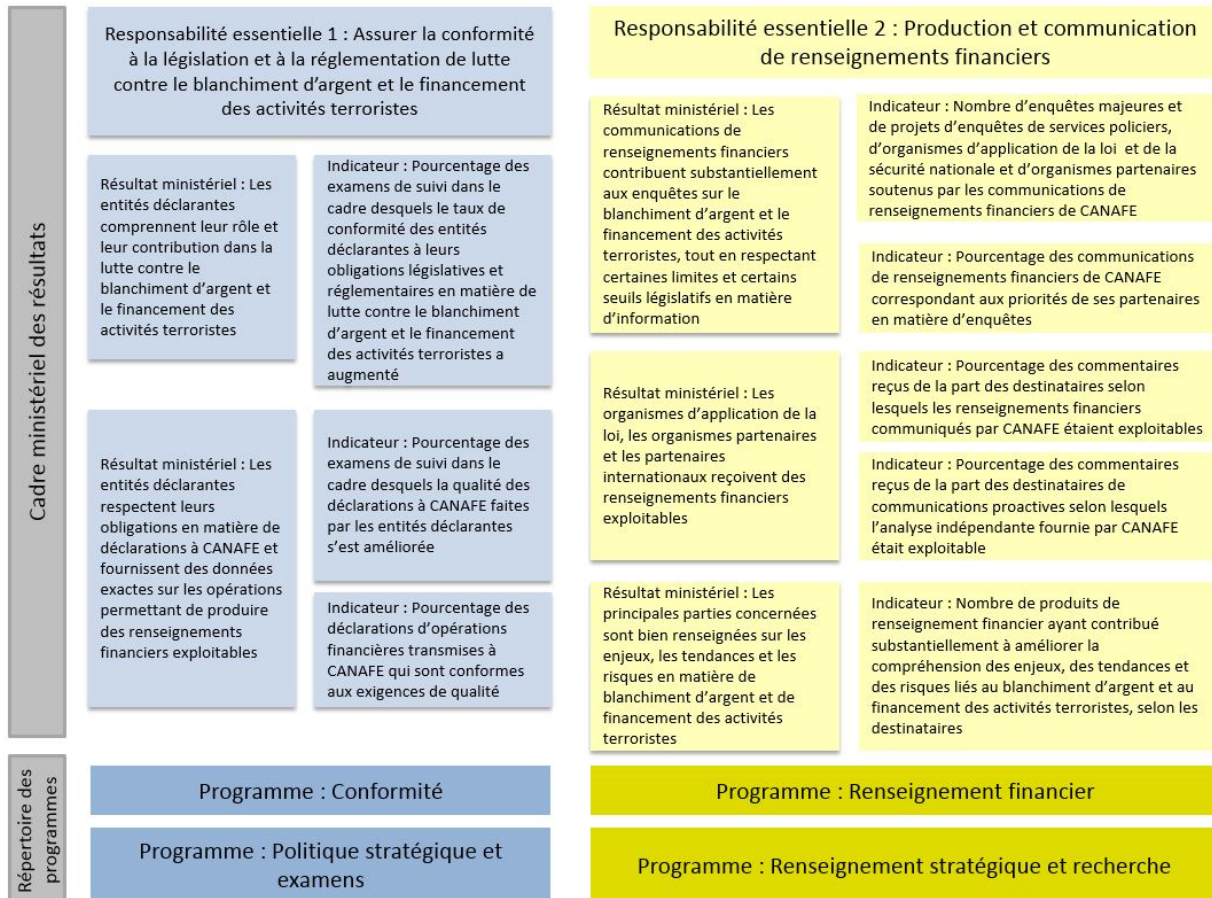 Cadre ministériel des résultats
Responsabilité essentielle 1 : Assurer la conformité
à la législation et à la réglementation de lutte
contre le blanchiment d'argent et le financement
des activités terroristes
Résultat ministériel : Les
entités déclarantes
comprennent leur rôle et
leur contribution dans la
lutte contre le
blanchiment d'argent et
le financement des
activités terroristes
Indicateur : Pourcentage des
examens de suivi dans le
cadre desquels le taux de
conformité des entités
déclarantes à leurs
obligations législatives et
réglementaires en matière de
lutte contre le blanchiment
d'argent et le financement
des activités terroristes a
augmenté
Résultat ministériel : Les
entités déclarantes
respectent leurs
obligations en matière de
déclarations à CANAFE et
fournissent des données
exactes sur les opérations
permettant de produire
des renseignements
financiers exploitables
Indicateur : Pourcentage des
examens de suivi dans le
cadre desquels la qualité des
déclarations à CANAFE faites
par les entités déclarantes
s'est améliorée
Indicateur : Pourcentage des
déclarations d'opérations
financières transmises à
CANAFE qui sont conformes
aux exigences de qualité
Responsabilité essentielle 2 : Production et communication
de renseignements financiers
Résultat ministériel : Les
communications de
renseignements financiers
contribuent substantiellement
aux enquêtes sur le
blanchiment d'argent et le
financement des activités
terroristes, tout en respectant
certaines limites et certains
seuils législatifs en matière
d'information
Indicateur : Nombre d'enquêtes majeures et
de projets d'enquêtes de services policiers,
d'organismes d'application de la loi et de la
sécurité nationale et d'organismes partenaires
soutenus par les communications de
renseignements financiers de CANAFE
Indicateur : Pourcentage des communications
de renseignements financiers de CANAFE
correspondant aux priorités de ses partenaires
en matière d'enquêtes
Résultat ministériel : Les
organismes d'application de la
loi, les organismes partenaires
et les partenaires
internationaux reçoivent des
renseignements financiers
exploitables
Indicateur : Pourcentage des commentaires
reçus de la part des destinataires selon
lesquels les renseignements financiers
communiqués par CANAFE étaient exploitables
Indicateur : Pourcentage des commentaires
reçus de la part des destinataires de
communications proactives selon lesquels
l'analyse indépendante fournie par CANAFE
était exploitable
Résultat ministériel : Les
principales parties concernées
sont bien renseignées sur les
enjeux, les tendances et les
risques en matière de
blanchiment d'argent et de
financement des activités
terroristes
Indicateur : Nombre de produits de
renseignement financier ayant contribué
substantiellement à améliorer la
compréhension des enjeux, des tendances et
des risques liés au blanchiment d'argent et au
financement des activités terroristes, selon les
destinataires
Répertoire des
programmes
Programme : Conformité
Programme : Politique stratégique et
examens
Programme : Renseignement financier
Programme : Renseignement stratégique et recherche